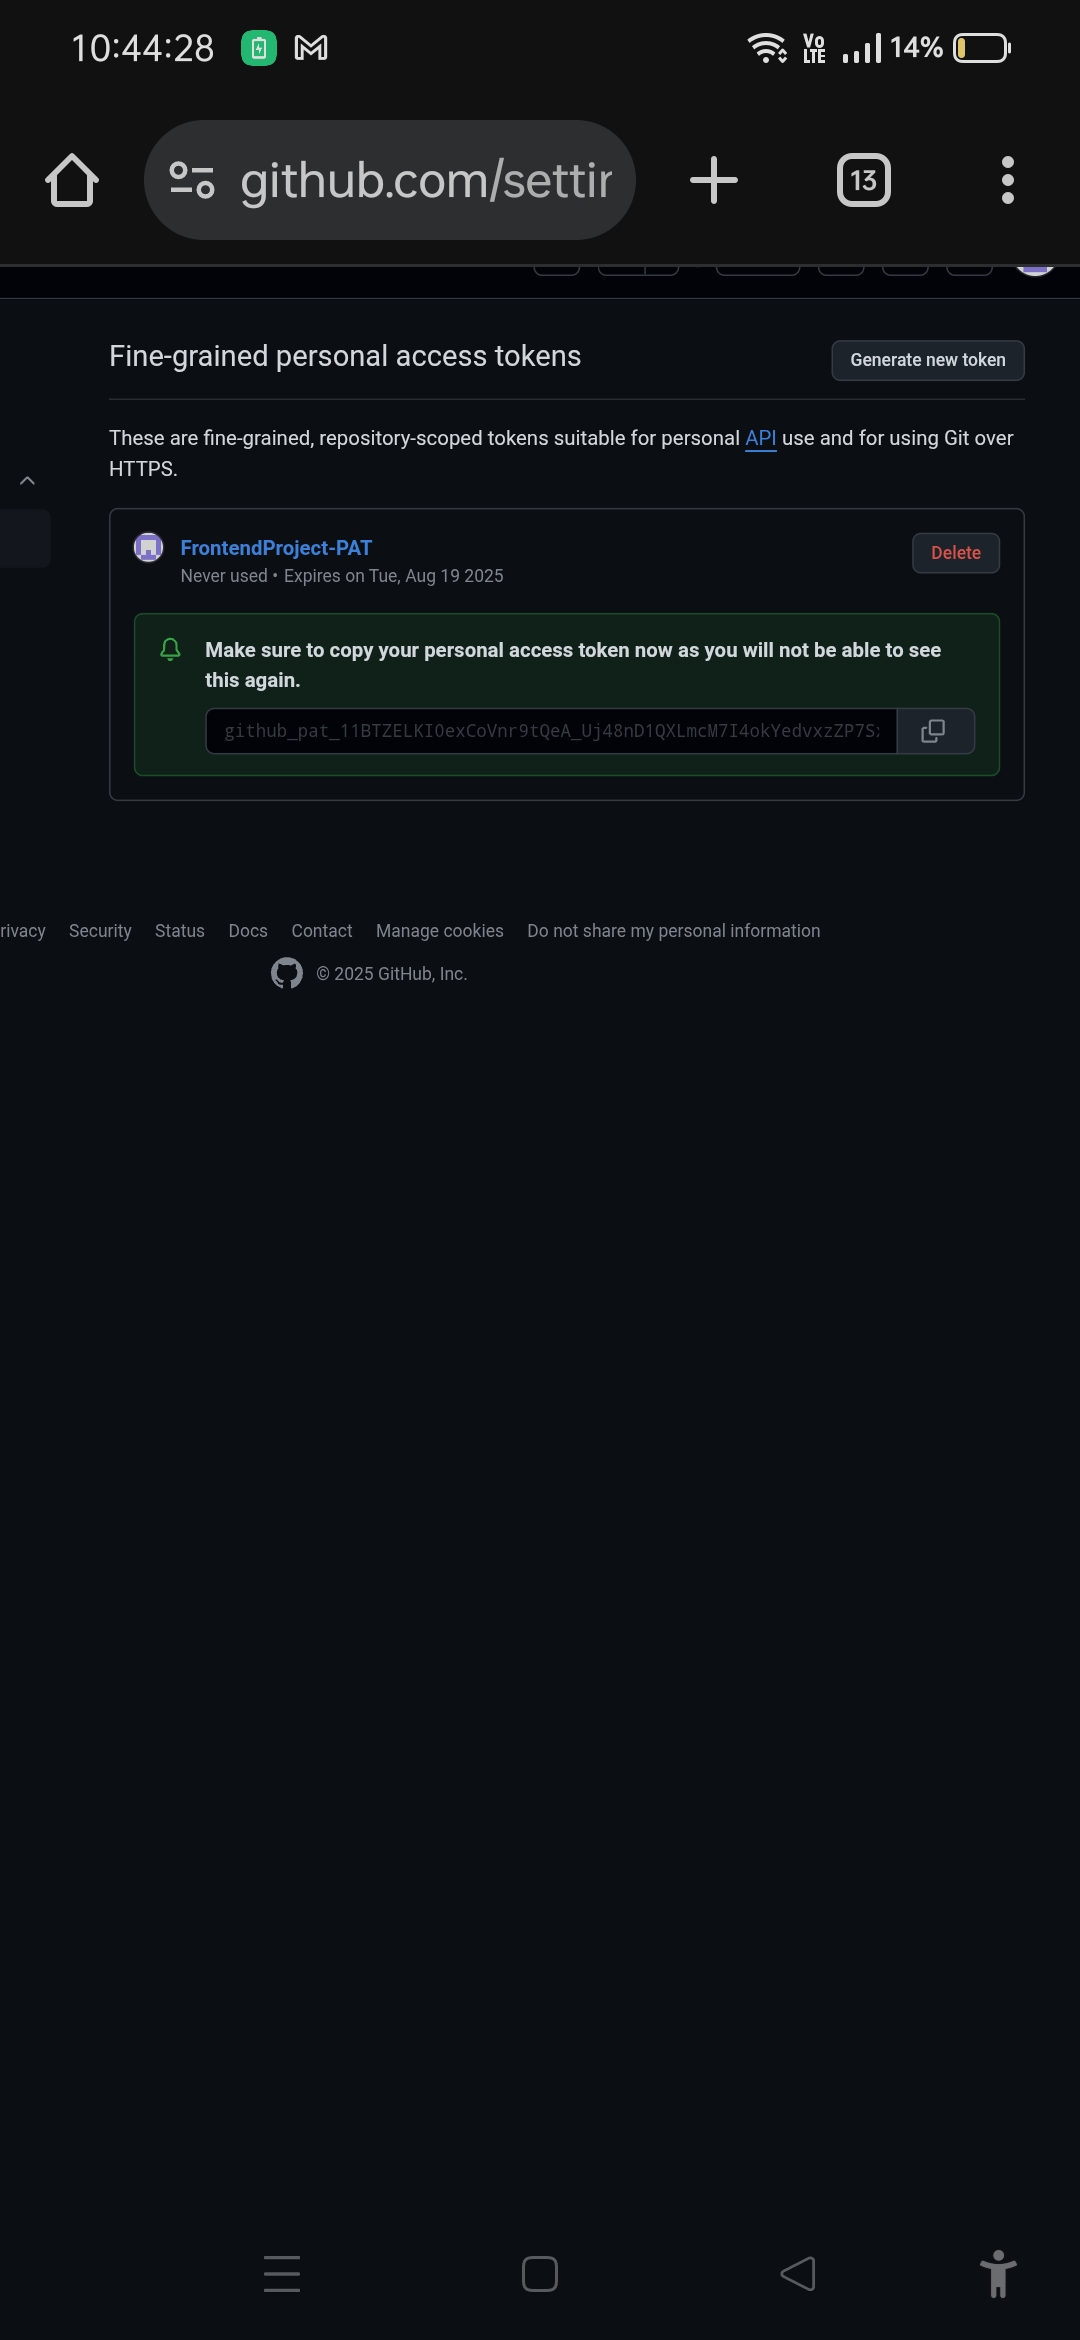 10:44:28
Vo LTE 14%
github.com/settin
13
Fine-grained personal access tokens
Generate new token
These are fine-grained, repository-scoped tokens suitable for personal API use and for using Git over
HTTPS.
FrontendProject-PAT
Delete
Never used • Expires on Tue, Aug 19 2025
Make sure to copy your personal access token now as you will not be able to see
this again.
github_pat_11BTZELKI0exCoVnr9tQeA_Uj48nD1QXLmcM7I4okYedvxzZP7S
rivacy Security Status Docs Contact Manage cookies Do not share my personal information
© 2025 GitHub, Inc.